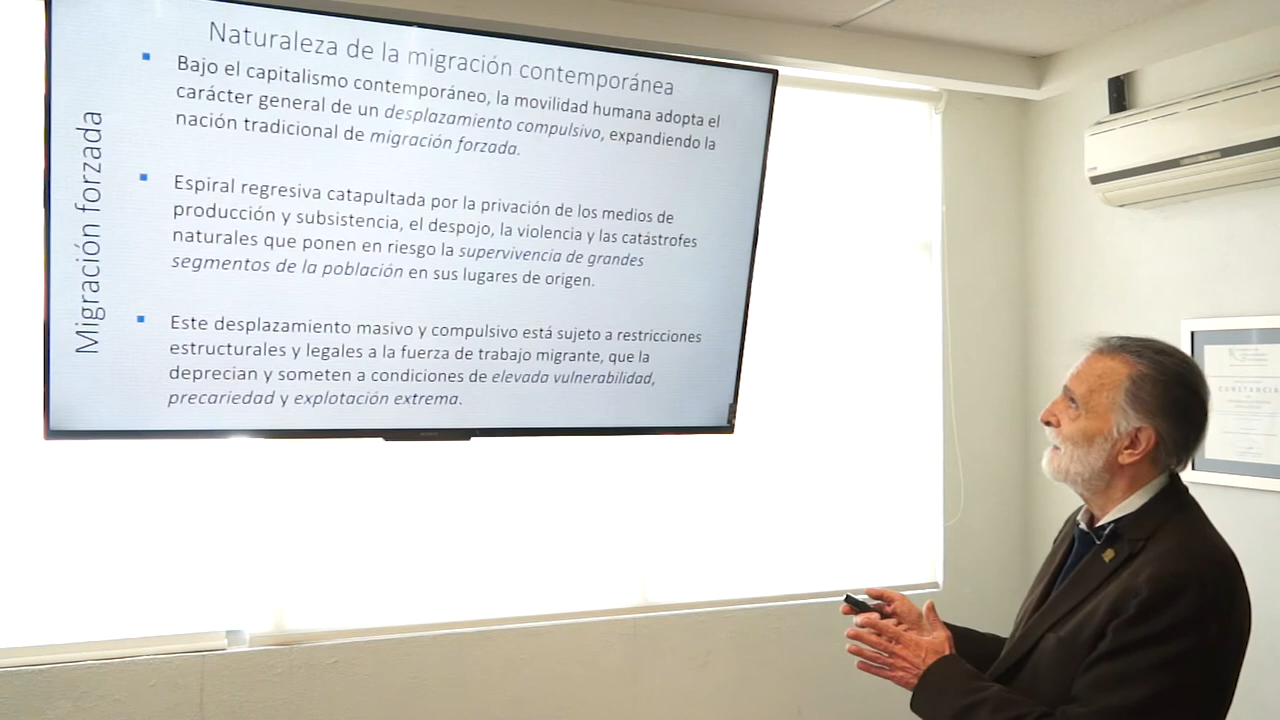 Naturaleza de la migración contemporánea
Migración forzada
Bajo el capitalismo contemporáneo, la movilidad humana adopta el
carácter general de un desplazamiento compulsivo, expandiendo la
nación tradicional de migración forzada.
Espiral regresiva catapultada por la privación de los medios de
producción y subsistencia, el despojo, la violencia y las catástrofes
naturales que ponen en riesgo la supervivencia de grandes
segmentos de la población en sus lugares de origen.
Este desplazamiento masivo y compulsivo está sujeto a restricciones
estructurales y legales a la fuerza de trabajo migrante, que la
deprecian y someten a condiciones de elevada vulnerabilidad,
precariedad y explotación extrema.
CONSTANCIA